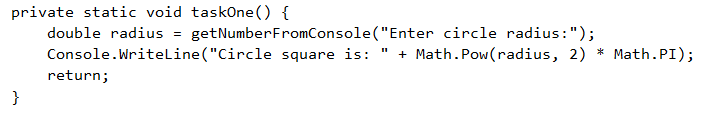 private static void taskOne() {
    double radius = getNumberFromConsole("Enter circle radius:");
    Console.WriteLine("Circle square is: " + Math.Pow(radius, 2) * Math.PI);
    return;
}